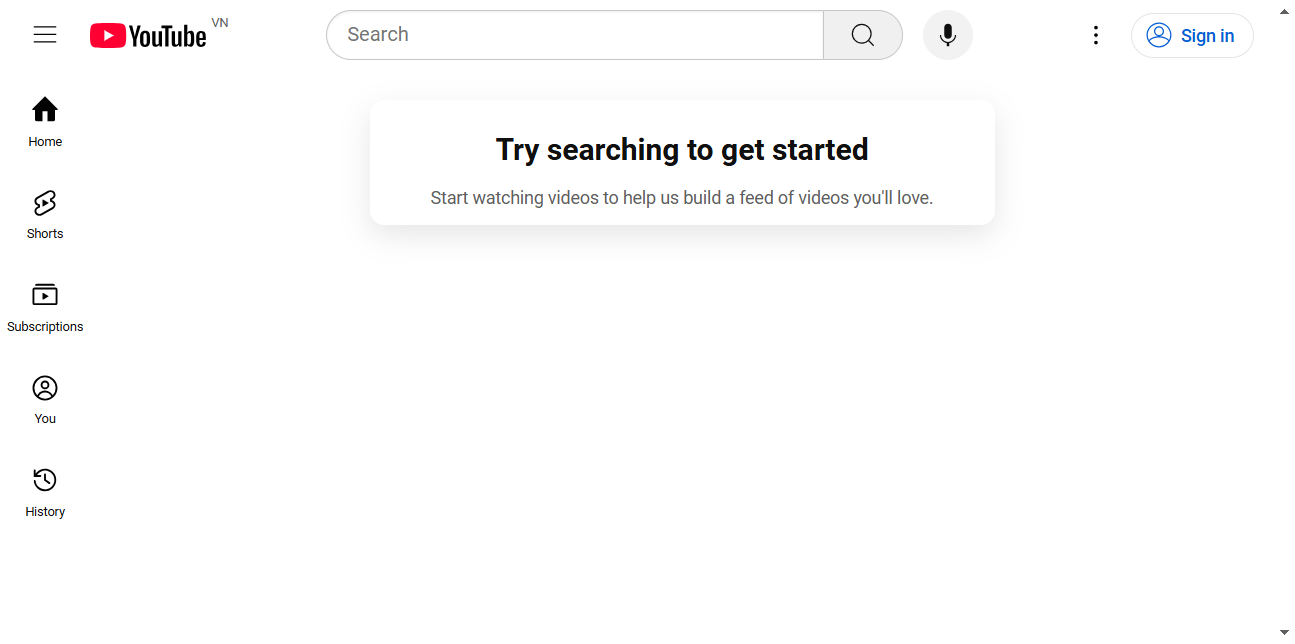 YouTube VN
Search
Sign in
Home
Shorts
Subscriptions
You
History
Try searching to get started
Start watching videos to help us build a feed of videos you'll love.